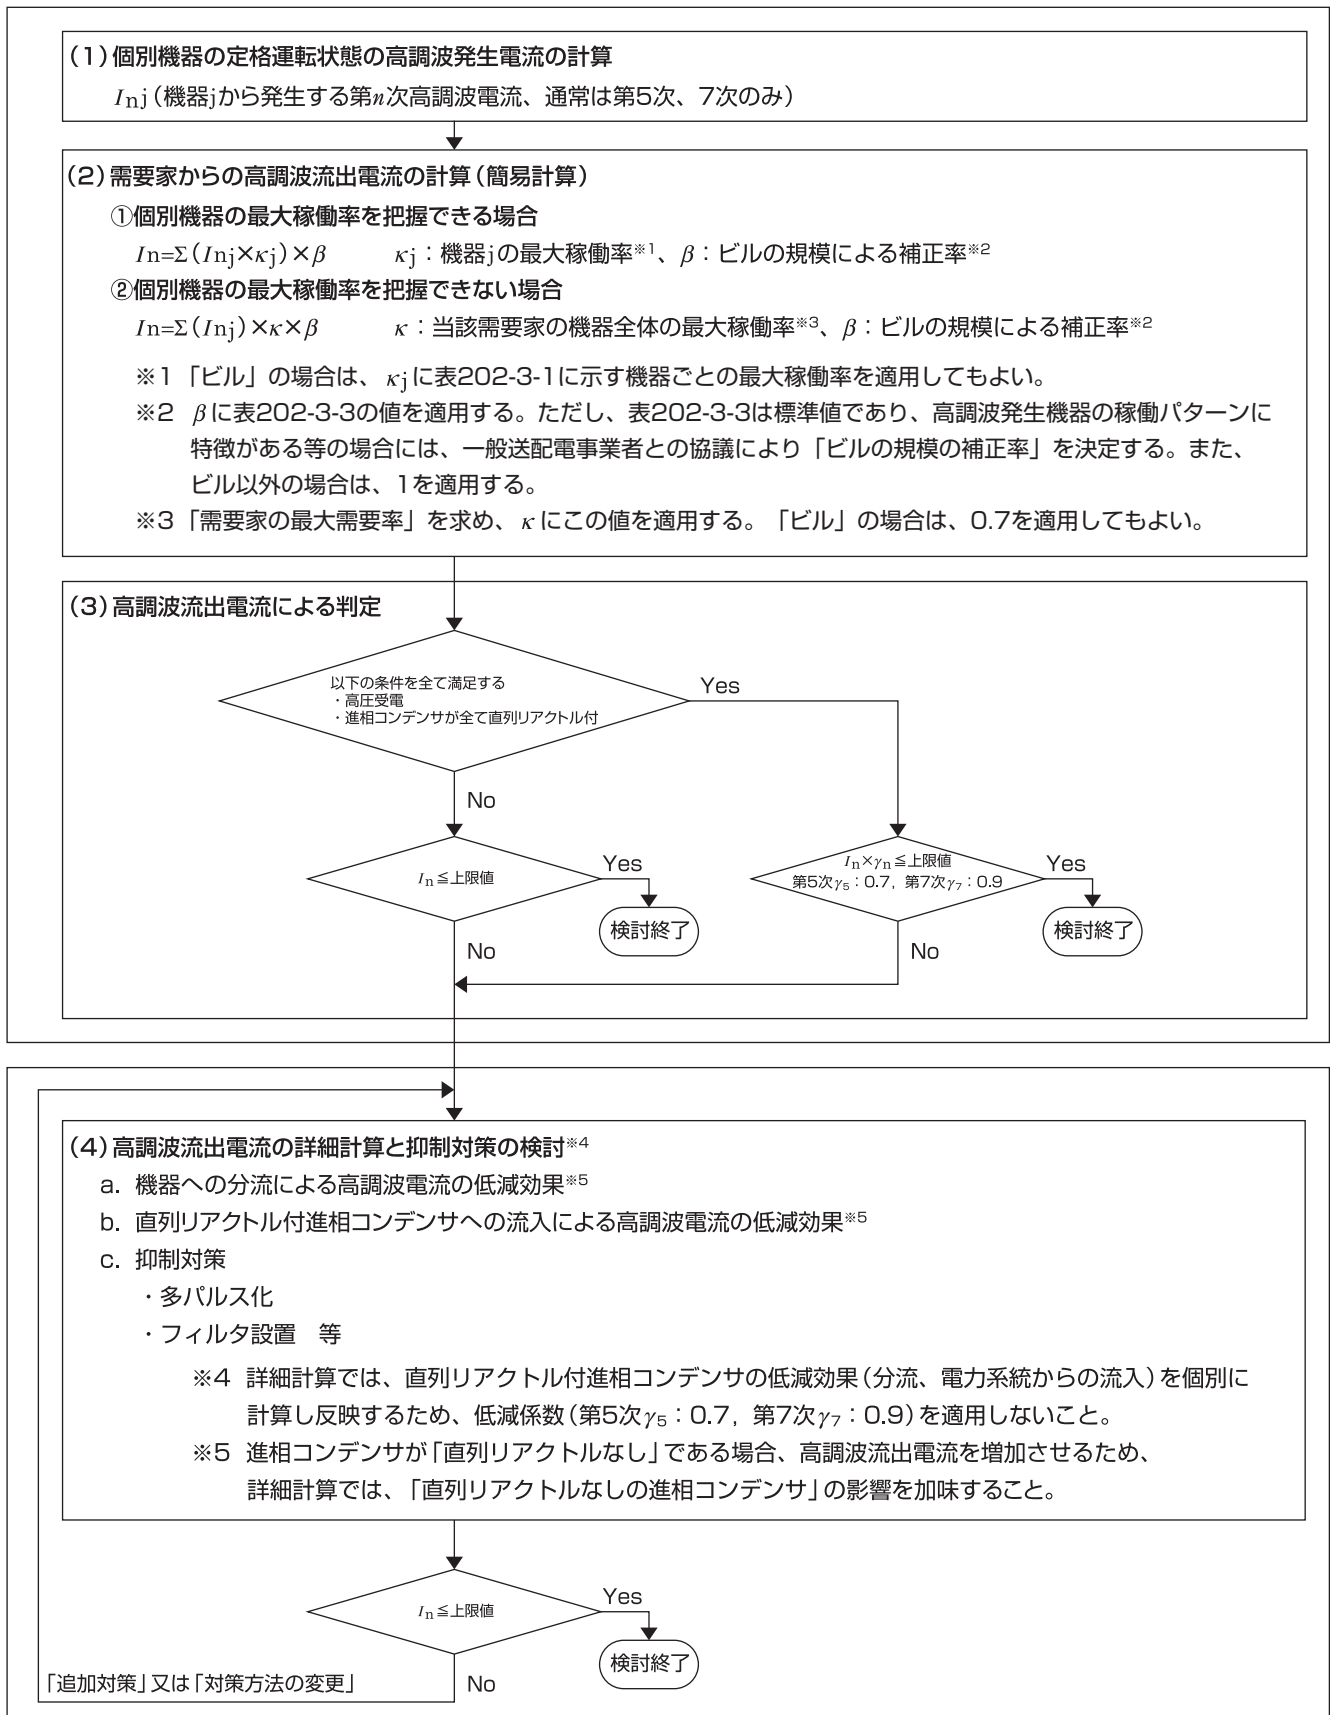 (1)個別機器の定格運転状態の高調波発生電流の計算
Inj(機器jから発生する第n次高調波電流、通常は第5次、7次のみ)
(2)需要家からの高調波流出電流の計算(簡易計算)
①個別機器の最大稼働率を把握できる場合
In=Σ(Inj×κj)×β κj：機器jの最大稼働率※1、β：ビルの規模による補正率※2
②個別機器の最大稼働率を把握できない場合
In=Σ(Inj)×κ×β κ：当該需要家の機器全体の最大稼働率※3、β：ビルの規模による補正率※2
※1 「ビル」の場合は、κjに表202-3-1に示す機器ごとの最大稼働率を適用してもよい。
※2 βに表202-3-3の値を適用する。ただし、表202-3-3は標準値であり、高調波発生機器の稼働パターンに
特徴がある等の場合には、一般送配電事業者との協議により「ビルの規模の補正率」を決定する。また、
ビル以外の場合は、1を適用する。
※3 「需要家の最大需要率」を求め、κにこの値を適用する。「ビル」の場合は、0.7を適用してもよい。
(3)高調波流出電流による判定
以下の条件を全て満足する
・高圧受電
・進相コンデンサが全て直列リアクトル付
Yes
No
In≦上限値
Yes
検討終了
No
In×γn≦上限値
第5次γ5：0.7, 第7次γ7：0.9
Yes
検討終了
No
(4)高調波流出電流の詳細計算と抑制対策の検討※4
a. 機器への分流による高調波電流の低減効果※5
b. 直列リアクトル付進相コンデンサへの流入による高調波電流の低減効果※5
c. 抑制対策
・多パルス化
・フィルタ設置 等
※4 詳細計算では、直列リアクトル付進相コンデンサの低減効果(分流、電力系統からの流入)を個別に
計算し反映するため、低減係数(第5次γ5：0.7, 第7次γ7：0.9)を適用しないこと。
※5 進相コンデンサが「直列リアクトルなし」である場合、高調波流出電流を増加させるため、
詳細計算では、「直列リアクトルなしの進相コンデンサ」の影響を加味すること。
In≦上限値
Yes
検討終了
No
「追加対策」又は「対策方法の変更」